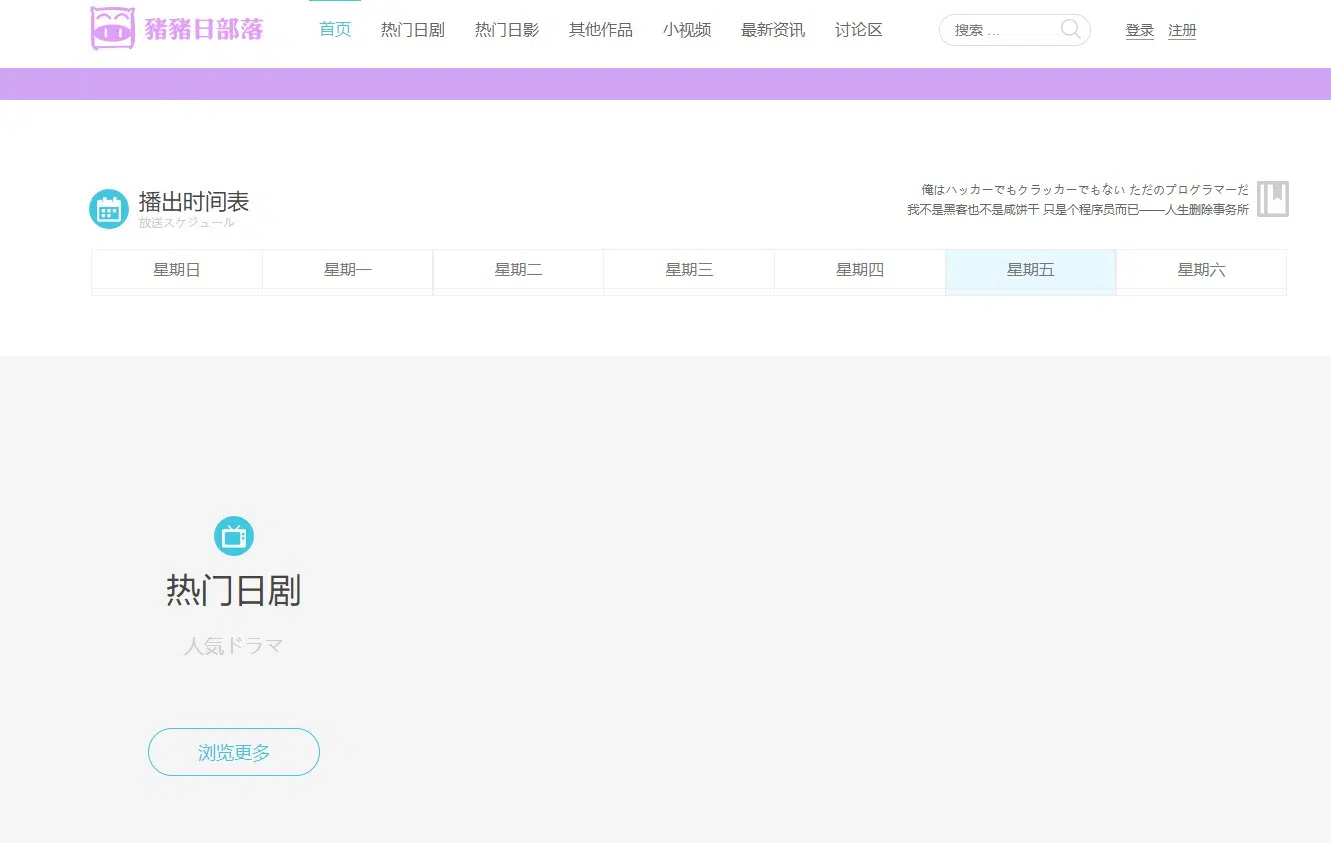 豬豬日部落
首页 热门日剧 热门日影 其他作品 小视频 最新资讯 讨论区 搜索 ... 登录 注册
播出时间表
放送スケジュール
俺はハッカーでもクラッカーでもない ただのプログラマーだ
我不是黑客也不是咸饼干 只是个程序员而已——人生删除事务所
星期日 星期一 星期二 星期三 星期四 星期五 星期六
热门日剧
人気ドラマ
浏览更多